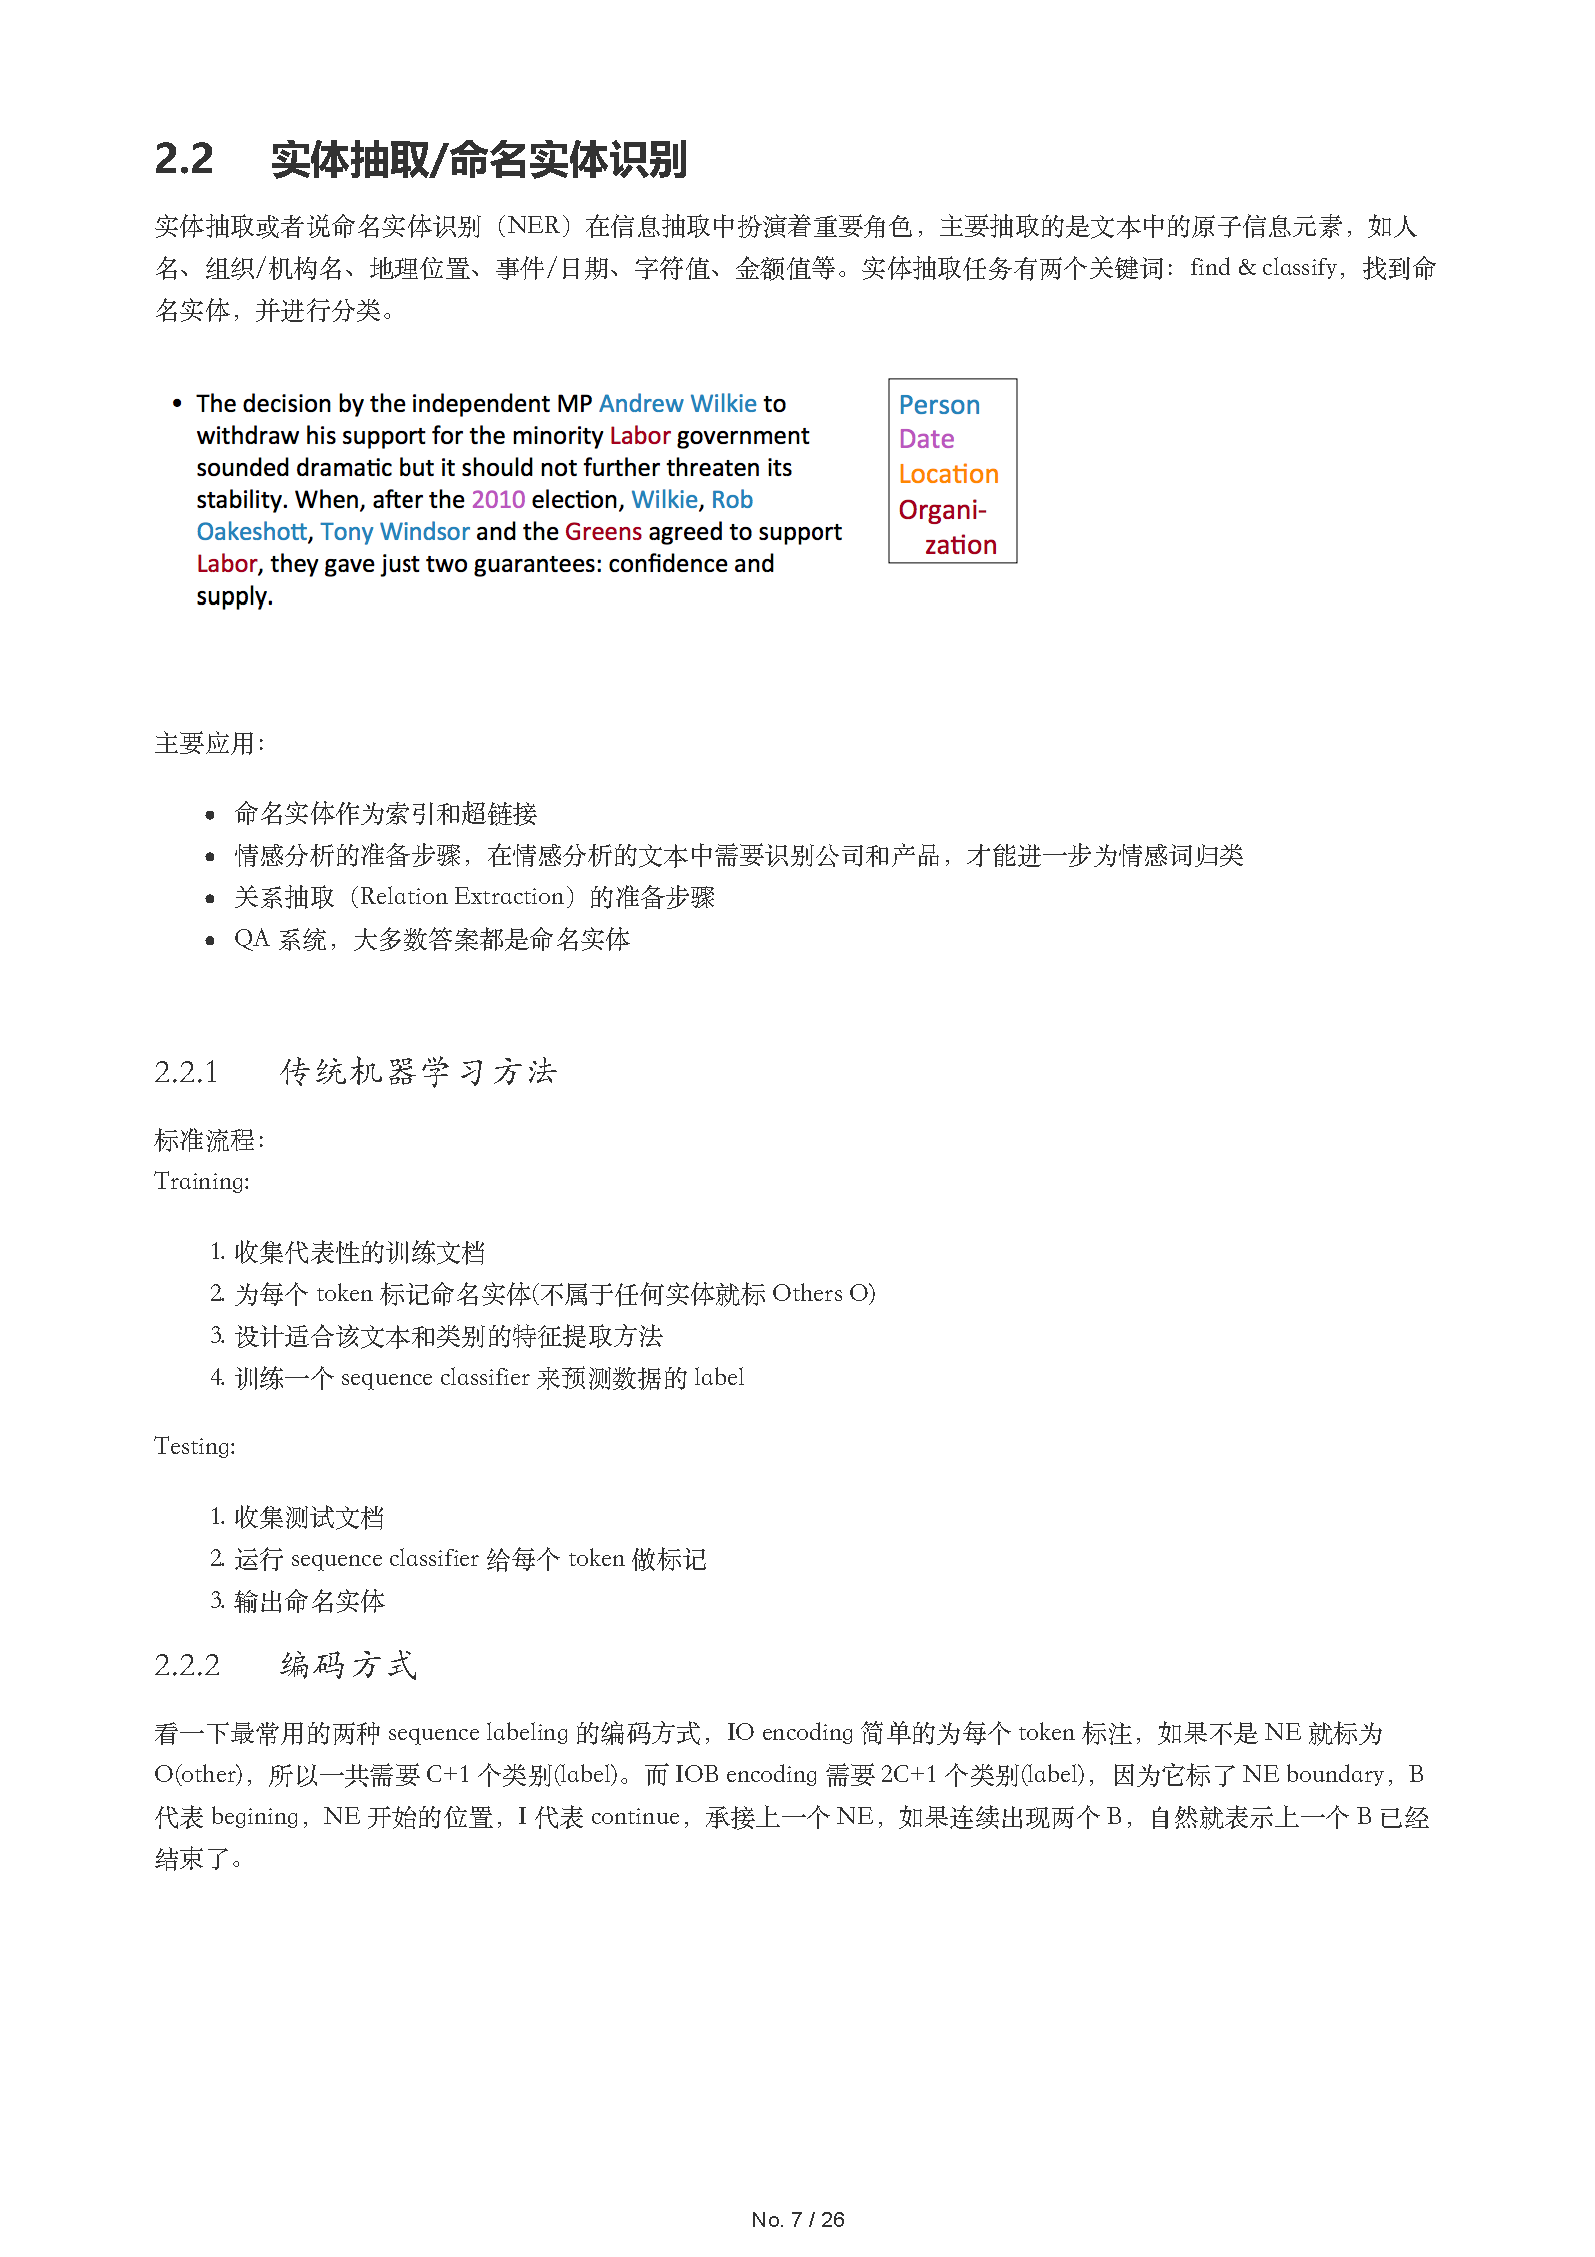 2.2 实体抽取/命名实体识别
实体抽取或者说命名实体识别（NER）在信息抽取中扮演着重要角色，主要抽取的是文本中的原子信息元素，如人
名、组织/机构名、地理位置、事件/日期、字符值、金额值等。实体抽取任务有两个关键词：find & classify，找到命
名实体，并进行分类。
• The decision by the independent MP Andrew Wilkie to
withdraw his support for the minority Labor government
sounded dramatic but it should not further threaten its
stability. When, after the 2010 election, Wilkie, Rob
Oakeshott, Tony Windsor and the Greens agreed to support
Labor, they gave just two guarantees: confidence and
supply.
Person
Date
Location
Organi-
zation
主要应用：
• 命名实体作为索引和超链接
• 情感分析的准备步骤，在情感分析的文本中需要识别公司和产品，才能进一步为情感词归类
• 关系抽取（Relation Extraction）的准备步骤
• QA 系统，大多数答案都是命名实体
2.2.1 传统机器学习方法
标准流程：
Training:
1. 收集代表性的训练文档
2. 为每个 token 标记命名实体(不属于任何实体就标 Others O)
3. 设计适合该文本和类别的特征提取方法
4. 训练一个 sequence classifier 来预测数据的 label
Testing:
1. 收集测试文档
2. 运行 sequence classifier 给每个 token 做标记
3. 输出命名实体
2.2.2 编码方式
看一下最常用的两种 sequence labeling 的编码方式，IO encoding 简单的为每个 token 标注，如果不是 NE 就标为
O(other)，所以一共需要 C+1 个类别(label)。而 IOB encoding 需要 2C+1 个类别(label)，因为它标了 NE boundary，B
代表 begining，NE 开始的位置，I 代表 continue，承接上一个 NE，如果连续出现两个 B，自然就表示上一个 B 已经
结束了。
No. 7 / 26